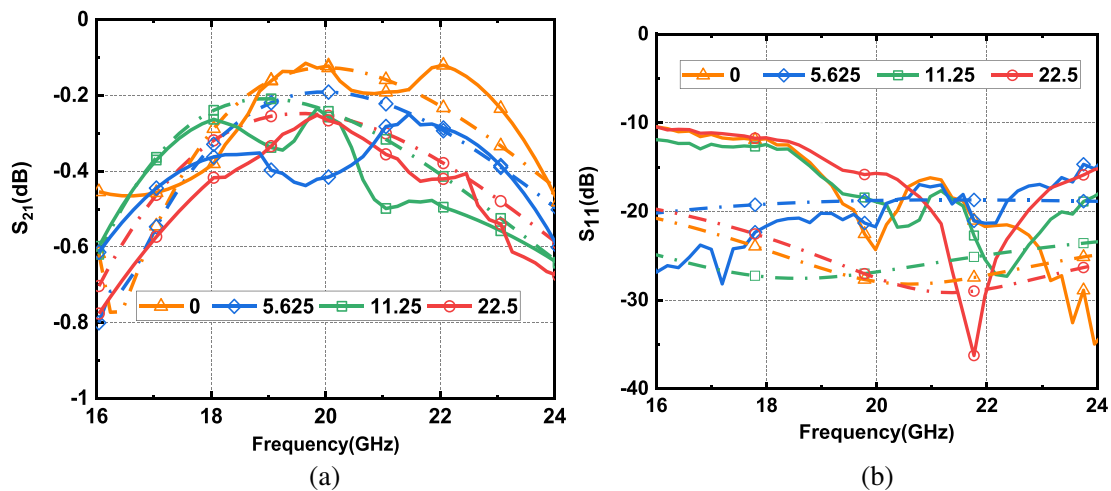 0
-0.2
-0.4
-0.6
-0.8
-1
S21(dB)
0 5.625 11.25 22.5
16 18 20 22 24
Frequency(GHz)
(a)
0
-10
-20
-30
-40
S11(dB)
0 5.625 11.25 22.5
16 18 20 22 24
Frequency(GHz)
(b)